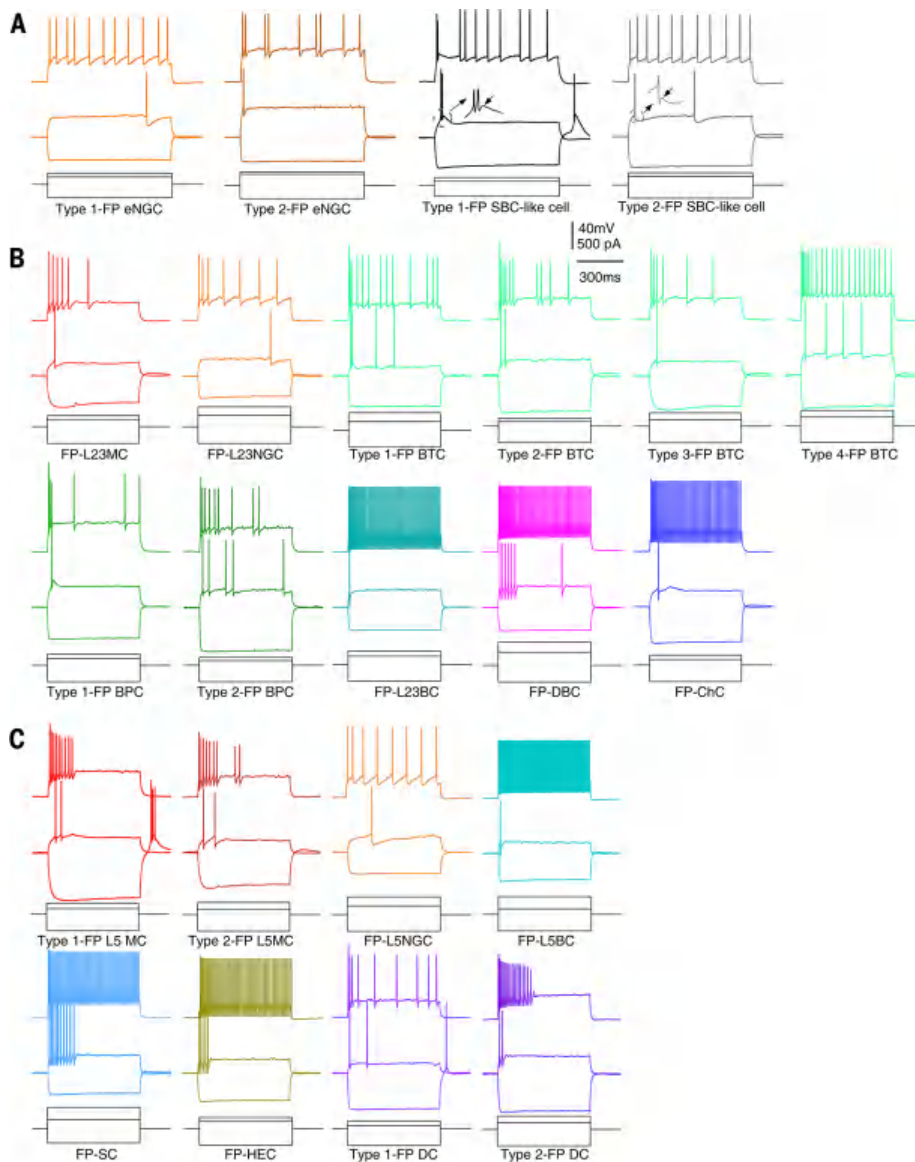 A
Type 1-FP eNGC
Type 2-FP eNGC
Type 1-FP SBC-like cell
Type 2-FP SBC-like cell
40mV
500 pA
300ms
B
FP-L23MC
FP-L23NGC
Type 1-FP BTC
Type 2-FP BTC
Type 3-FP BTC
Type 4-FP BTC
Type 1-FP BPC
Type 2-FP BPC
FP-L23BC
FP-DBC
FP-ChC
C
Type 1-FP L5 MC
Type 2-FP L5MC
FP-L5NGC
FP-L5BC
FP-SC
FP-HEC
Type 1-FP DC
Type 2-FP DC